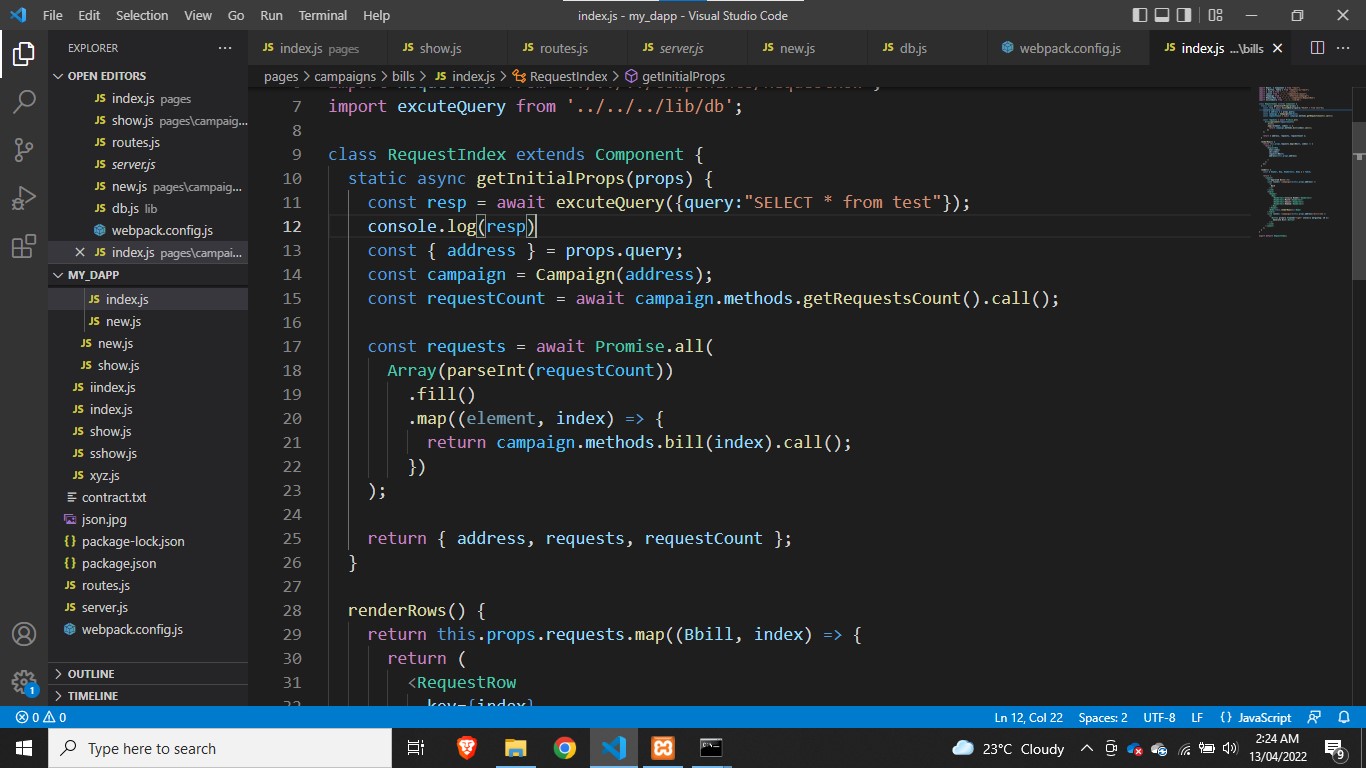 File Edit Selection View Go Run Terminal Help index.js - my_dapp - Visual Studio Code
EXPLORER
JS index.js pages JS show.js JS routes.js JS server.js JS new.js JS db.js webpack.config.js JS index.js ...\bills
OPEN EDITORS
JS index.js pages
JS show.js pages\campaig...
JS routes.js
JS server.js
JS new.js pages\campaig...
JS db.js lib
webpack.config.js
JS index.js pages\campai...
MY_DAPP
JS index.js
JS new.js
JS new.js
JS show.js
JS iindex.js
JS index.js
JS show.js
JS sshow.js
JS xyz.js
contract.txt
json.jpg
{} package-lock.json
{} package.json
JS routes.js
JS server.js
webpack.config.js
OUTLINE
TIMELINE
pages > campaigns > bills > JS index.js > RequestIndex > getInitialProps
7 import excuteQuery from '../../../lib/db';
8
9 class RequestIndex extends Component {
10 static async getInitialProps(props) {
11 const resp = await excuteQuery({query:"SELECT * from test"});
12 console.log(resp)
13 const { address } = props.query;
14 const campaign = Campaign(address);
15 const requestCount = await campaign.methods.getRequestsCount().call();
16
17 const requests = await Promise.all(
18 Array(parseInt(requestCount))
19 .fill()
20 .map((element, index) => {
21 return campaign.methods.bill(index).call();
22 })
23 );
24
25 return { address, requests, requestCount };
26 }
27
28 renderRows() {
29 return this.props.requests.map((Bbill, index) => {
30 return (
31 <RequestRow
key={index}
1
0 0 Ln 12, Col 22 Spaces: 2 UTF-8 LF {} JavaScript
Type here to search 23°C Cloudy 2:24 AM
13/04/2022
9